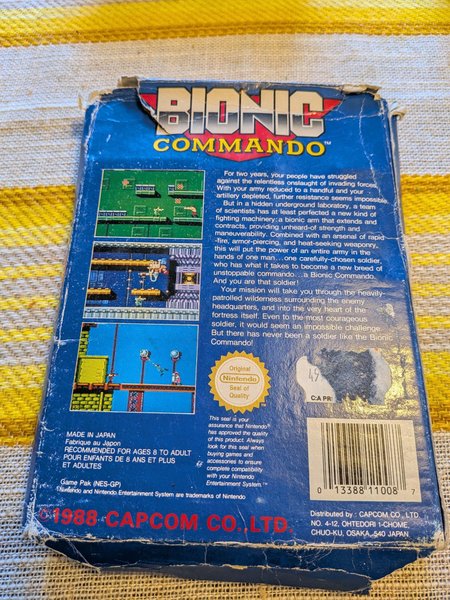 BIONIC
COMMANDO™
For two years, your people have struggled
against the relentless onslaught of invading forces.
With your army reduced to a handful and your
artillery depleted, further resistance seems impossible.
But in a hidden underground laboratory, a team
of scientists has at least perfected a new kind of
fighting machinery: a bionic arm that extends and
contracts, providing unheard-of strength and
maneuverability. Combined with an arsenal of rapid
-fire, armor-piercing, and heat-seeking weaponry,
this will put the power of an entire army in the
hands of one man...one carefully-chosen soldier,
who has what it takes to become a new breed of
unstoppable commando...a Bionic Commando.
And you are that soldier!
Your mission will take you through the heavily-
patrolled wilderness surrounding the enemy
headquarters, and into the very heart of the
fortress itself. Even to the most courageous
soldier, it would seem an impossible challenge.
But there has never been a soldier like the Bionic
Commando!
Original
Nintendo
Seal of
Quality
This seal is your
assurance that Nintendo
has approved the quality
of this product. Always
look for this seal when
buying games and
accessories to ensure
complete compatibility
with your Nintendo
Entertainment System.
49
C:A PR
MADE IN JAPAN
Fabrique au Japon
RECOMMENDED FOR AGES 8 TO ADULT
POUR ENFANTS DE 8 ANS ET PLUS
ET ADULTES
Game Pak (NES-GP)
Nintendo and Nintendo Entertainment System are trademarks of Nintendo
0 13388 11008 7
©1988 CAPCOM CO., LTD.
Distributed by : CAPCOM CO., LTD
NO. 4-12, OHTEDORI 1-CHOME,
CHUO-KU, OSAKA, 540 JAPAN